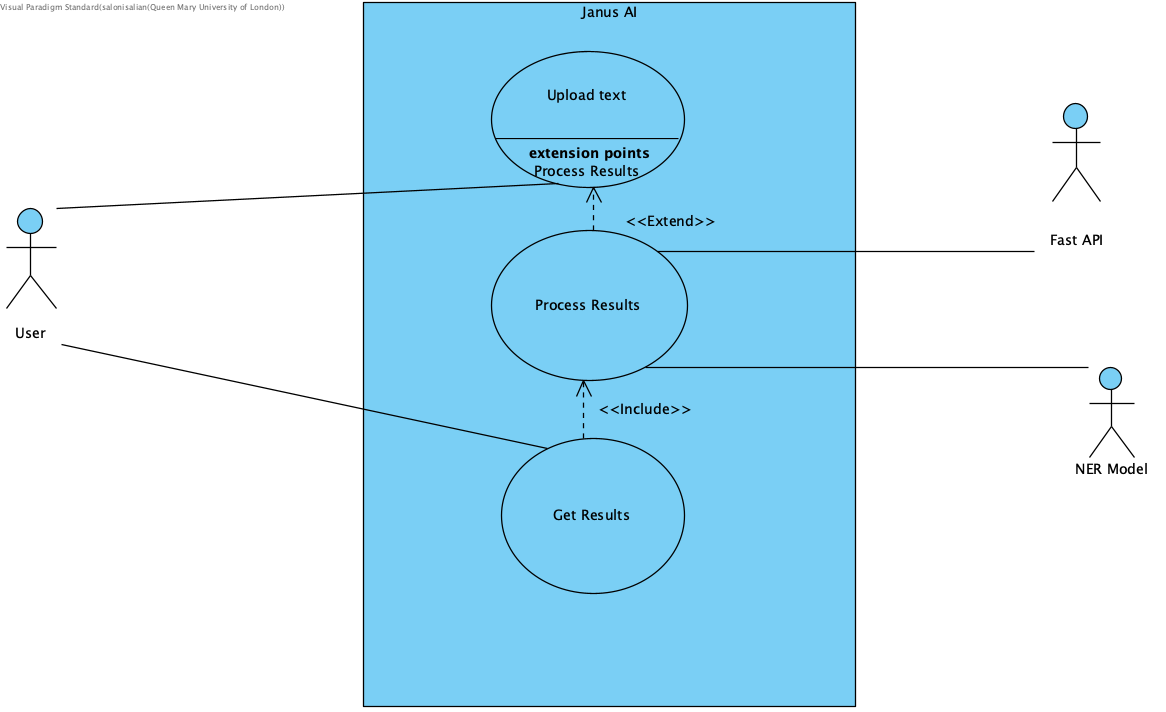 Visual Paradigm Standard(salonisalian(Queen Mary University of London))
Janus AI
Upload text
extension points
Process Results
<<Extend>>
Fast API
Process Results
User
<<Include>>
NER Model
Get Results